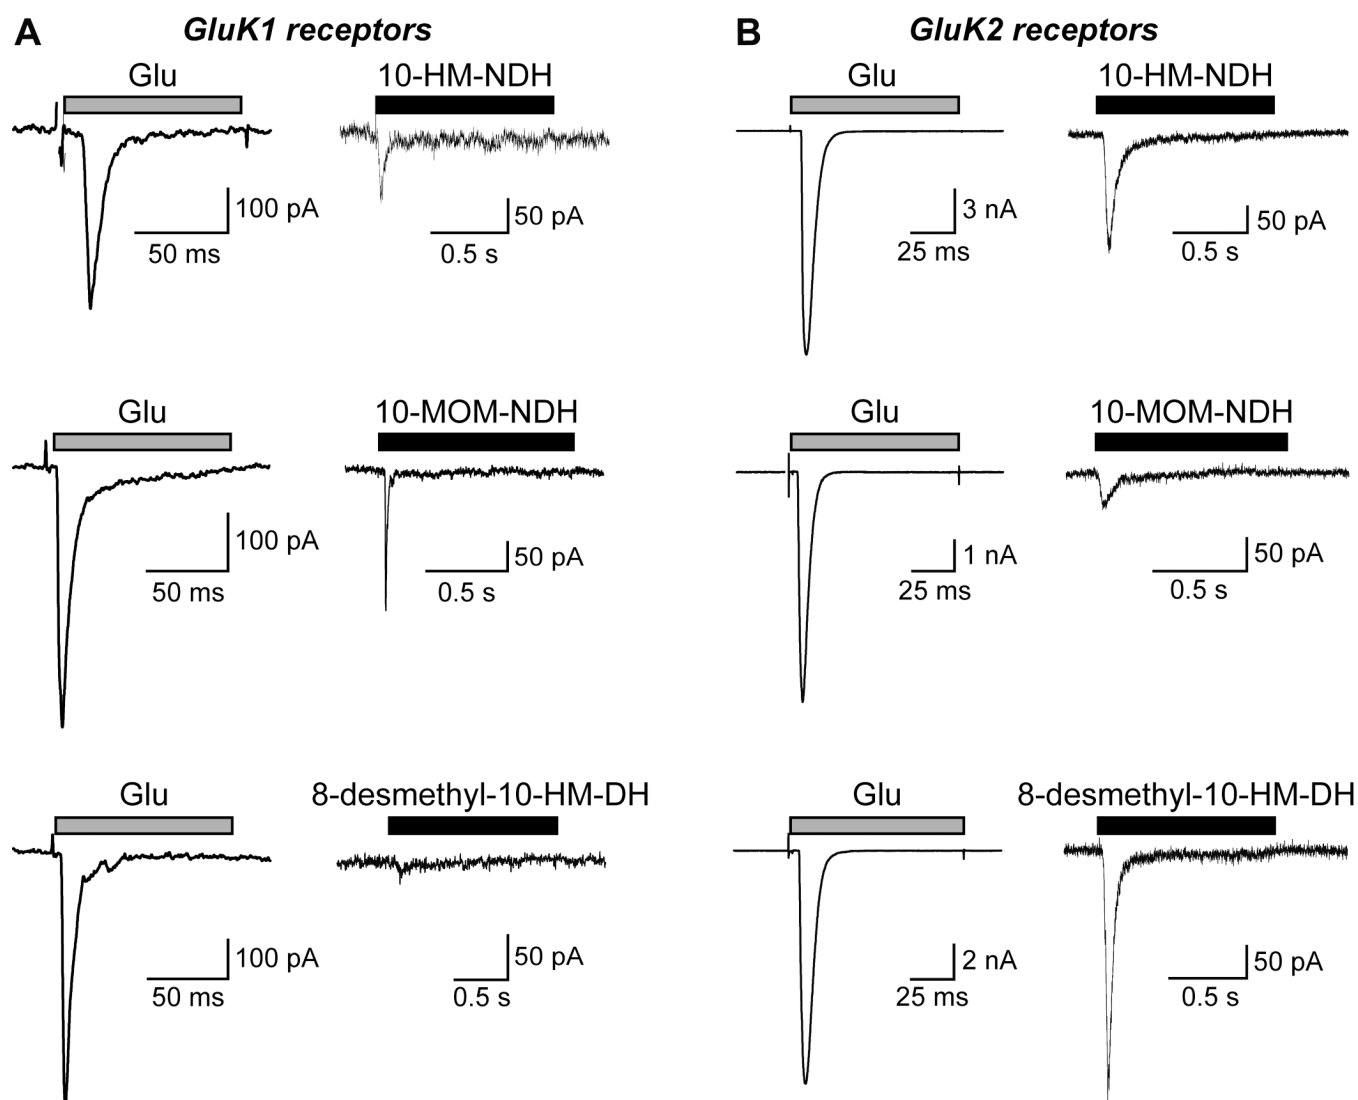 A
GluK1 receptors
B
GluK2 receptors
Glu
10-HM-NDH
Glu
10-HM-NDH
100 pA
50 ms
50 pA
0.5 s
3 nA
25 ms
50 pA
0.5 s
Glu
10-MOM-NDH
Glu
10-MOM-NDH
100 pA
50 ms
50 pA
0.5 s
1 nA
25 ms
50 pA
0.5 s
Glu
8-desmethyl-10-HM-DH
Glu
8-desmethyl-10-HM-DH
100 pA
50 ms
50 pA
0.5 s
2 nA
25 ms
50 pA
0.5 s